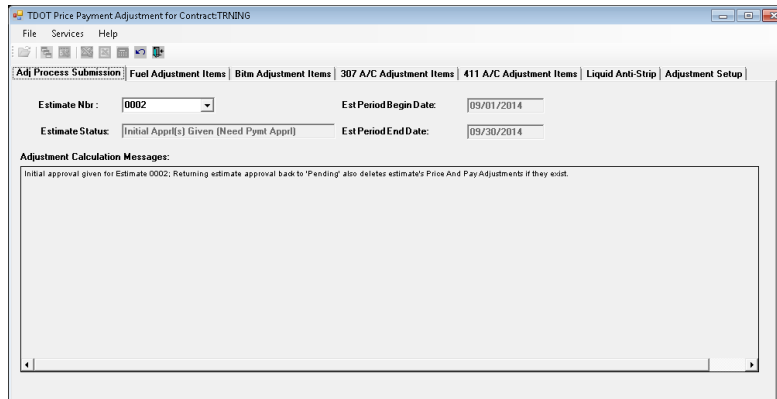 TDOT Price Payment Adjustment for Contract:TRNING
File Services Help
Adj Process Submission Fuel Adjustment Items Bitm Adjustment Items 307 A/C Adjustment Items 411 A/C Adjustment Items Liquid Anti-Strip Adjustment Setup
Estimate Nbr : 0002 Est Period Begin Date: 09/01/2014
Estimate Status: Initial Apprl(s) Given (Need Pymt Apprl) Est Period End Date: 09/30/2014
Adjustment Calculation Messages:
Initial approval given for Estimate 0002; Returning estimate approval back to 'Pending' also deletes estimate's Price And Pay Adjustments if they exist.